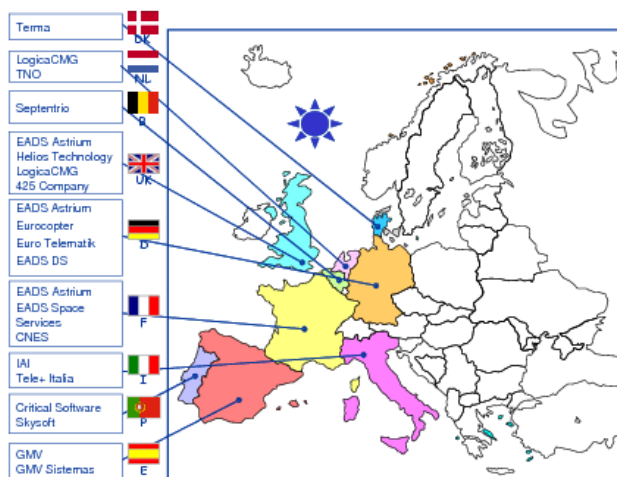 Terma
DK
LogicaCMG
TNO
NL
Septentrio
B
EADS Astrium
Helios Technology
LogicaCMG
425 Company
UK
EADS Astrium
Eurocopter
Euro Telematik
EADS DS
D
EADS Astrium
EADS Space
Services
CNES
F
IAI
Tele+ Italia
I
Critical Software
Skysoft
P
GMV
GMV Sistemas
E